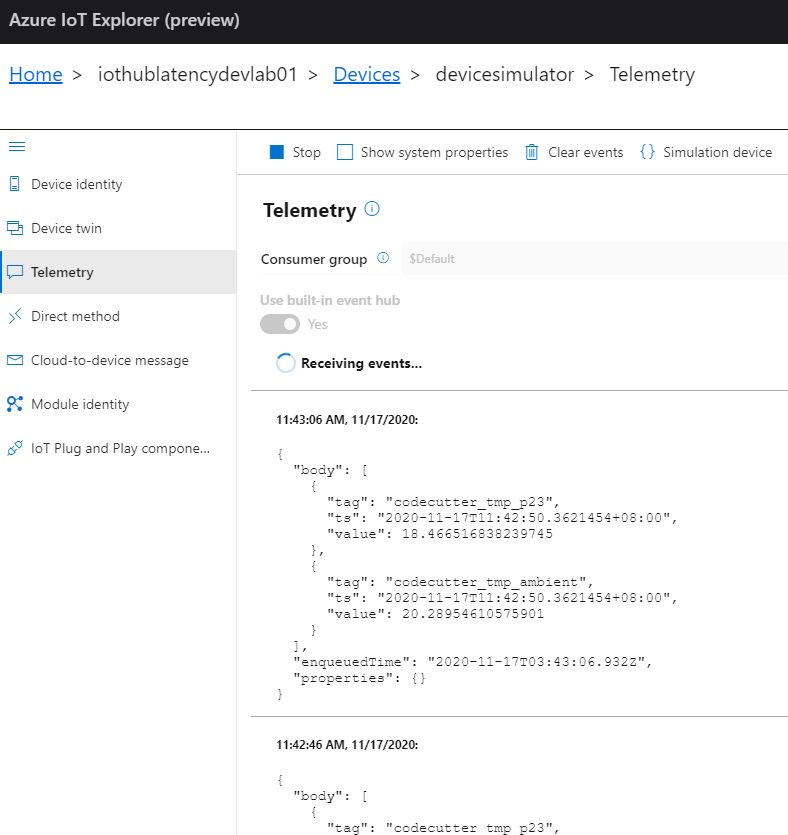 Azure IoT Explorer (preview)
Home > iothublatencydevlab01 > Devices > devicesimulator > Telemetry
Stop Show system properties Clear events {} Simulation device
Device identity
Device twin
Telemetry
Direct method
Cloud-to-device message
Module identity
IoT Plug and Play compone...
Telemetry
Consumer group $Default
Use built-in event hub
Yes
Receiving events...
11:43:06 AM, 11/17/2020:
{
"body": [
{
"tag": "codecutter_tmp_p23",
"ts": "2020-11-17T11:42:50.3621454+08:00",
"value": 18.466516838239745
},
{
"tag": "codecutter_tmp_ambient",
"ts": "2020-11-17T11:42:50.3621454+08:00",
"value": 20.28954610575901
}
],
"enqueuedTime": "2020-11-17T03:43:06.932Z",
"properties": {}
}
11:42:46 AM, 11/17/2020:
{
"body": [
{
"tag": "codecutter_tmp_p23",